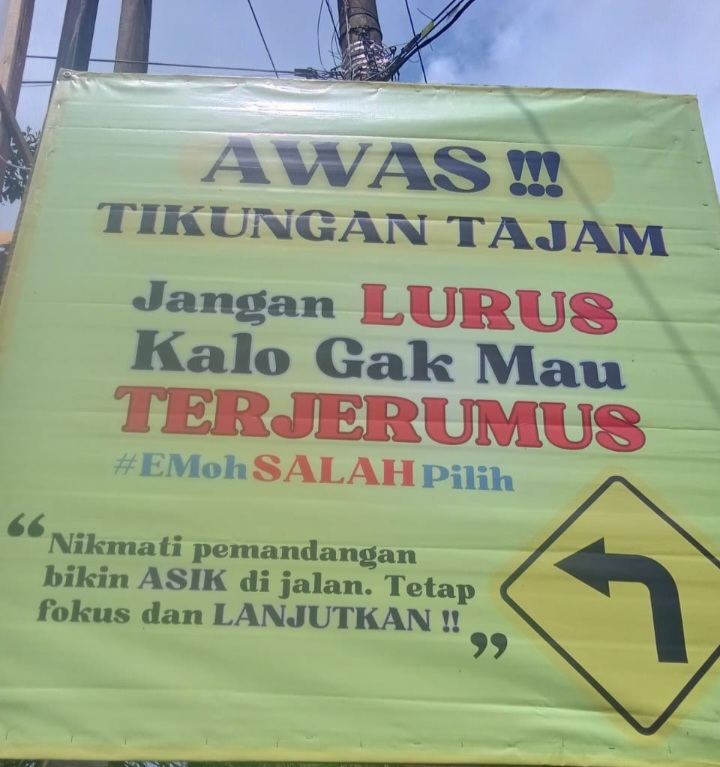 AWAS !!!
TIKUNGAN TAJAM
Jangan LURUS
Kalo Gak Mau
TERJERUMUS
#EMohSALAHPilih
“Nikmati pemandangan
bikin ASIK di jalan. Tetap
fokus dan LANJUTKAN !!”